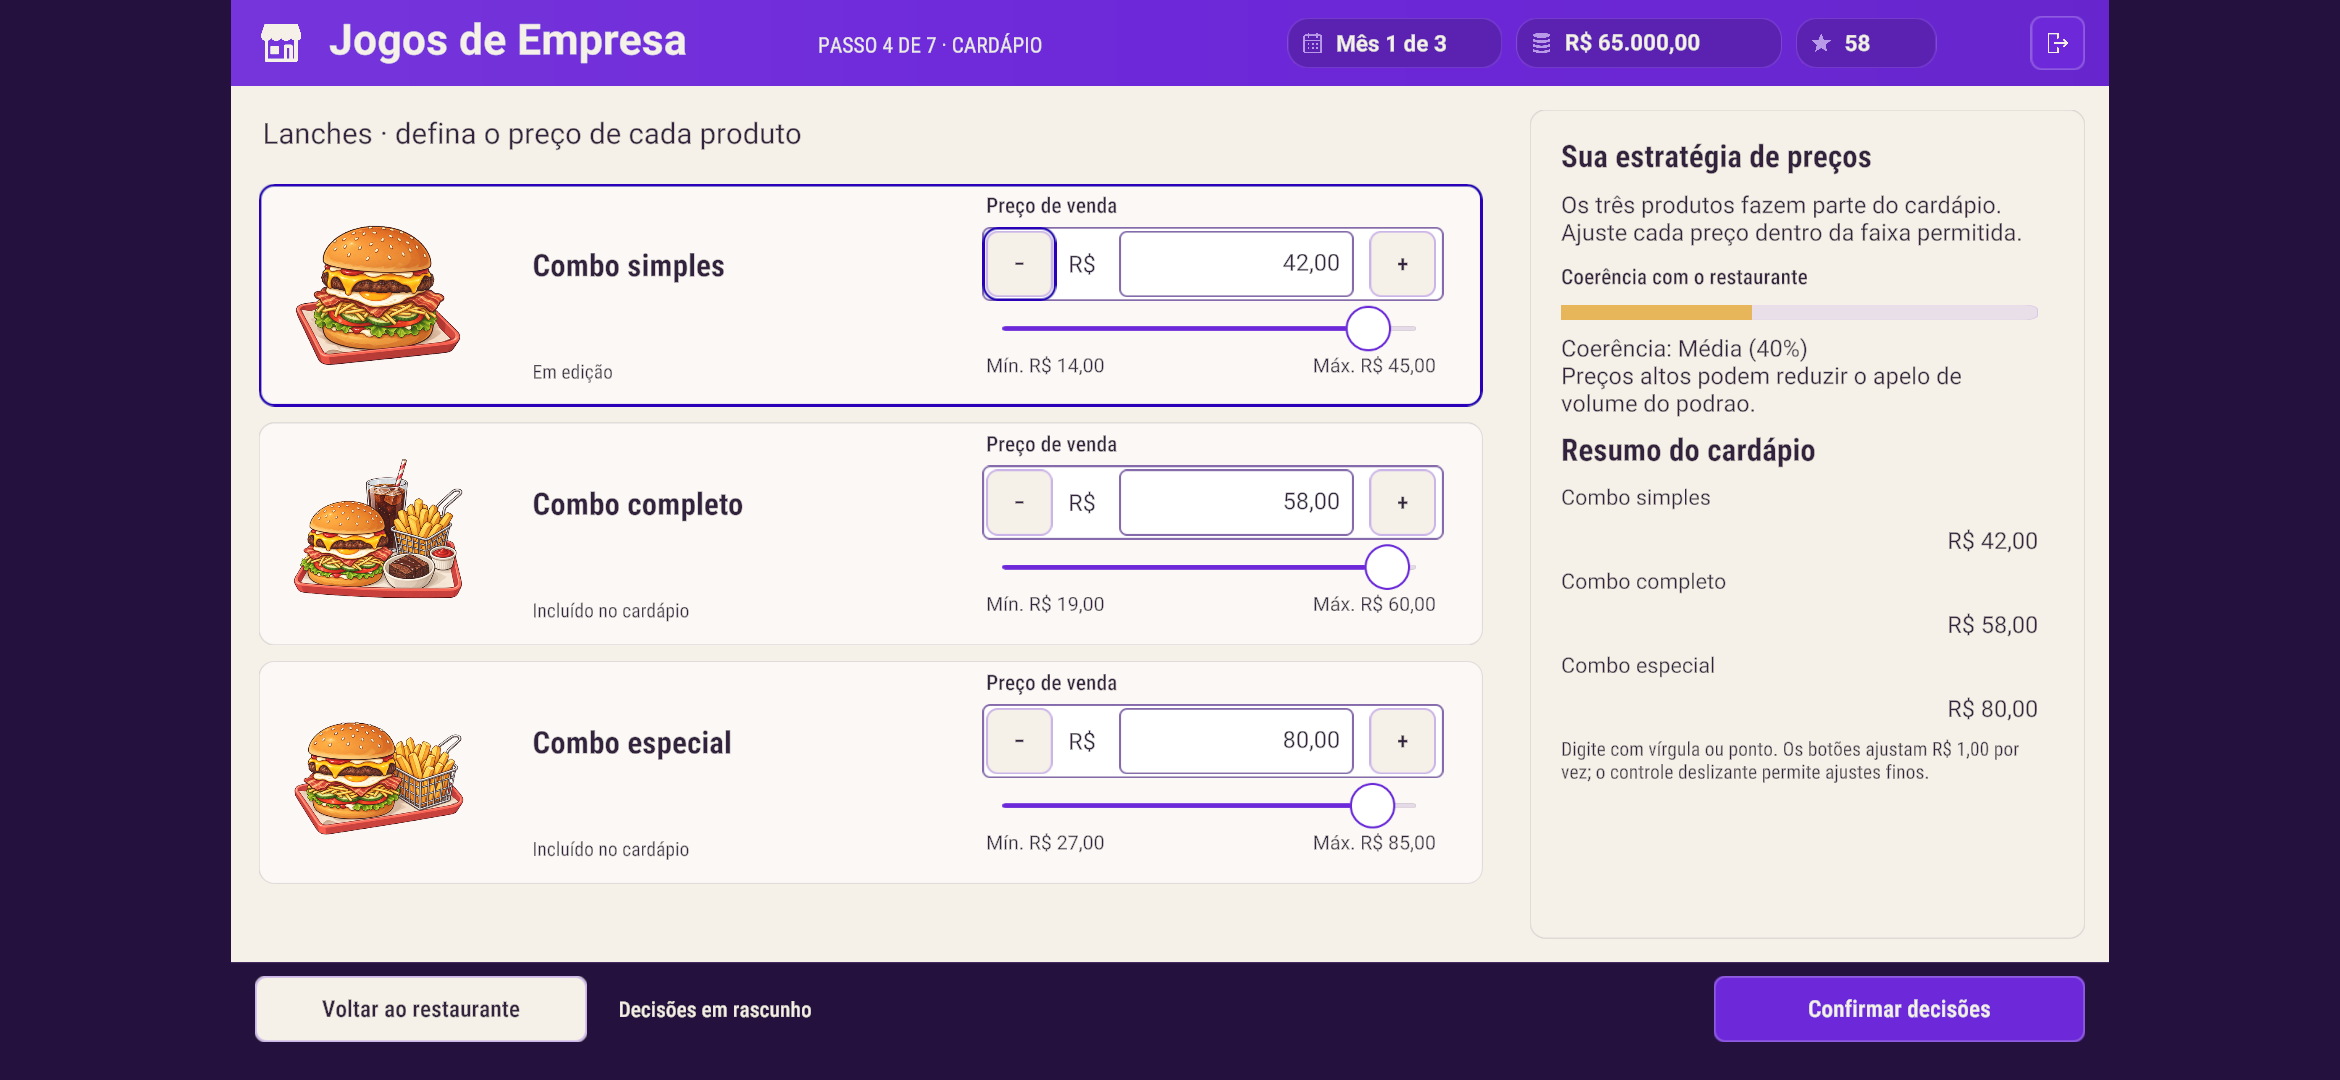 Jogos de Empresa
PASSO 4 DE 7 · CARDÁPIO
Mês 1 de 3
R$ 65.000,00
58
Lanches · defina o preço de cada produto
Combo simples
Em edição
Preço de venda
-
R$
42,00
+
Mín. R$ 14,00
Máx. R$ 45,00
Combo completo
Incluído no cardápio
Preço de venda
-
R$
58,00
+
Mín. R$ 19,00
Máx. R$ 60,00
Combo especial
Incluído no cardápio
Preço de venda
-
R$
80,00
+
Mín. R$ 27,00
Máx. R$ 85,00
Sua estratégia de preços
Os três produtos fazem parte do cardápio.
Ajuste cada preço dentro da faixa permitida.
Coerência com o restaurante
Coerência: Média (40%)
Preços altos podem reduzir o apelo de
volume do podrao.
Resumo do cardápio
Combo simples
R$ 42,00
Combo completo
R$ 58,00
Combo especial
R$ 80,00
Digite com vírgula ou ponto. Os botões ajustam R$ 1,00 por
vez; o controle deslizante permite ajustes finos.
Voltar ao restaurante
Decisões em rascunho
Confirmar decisões